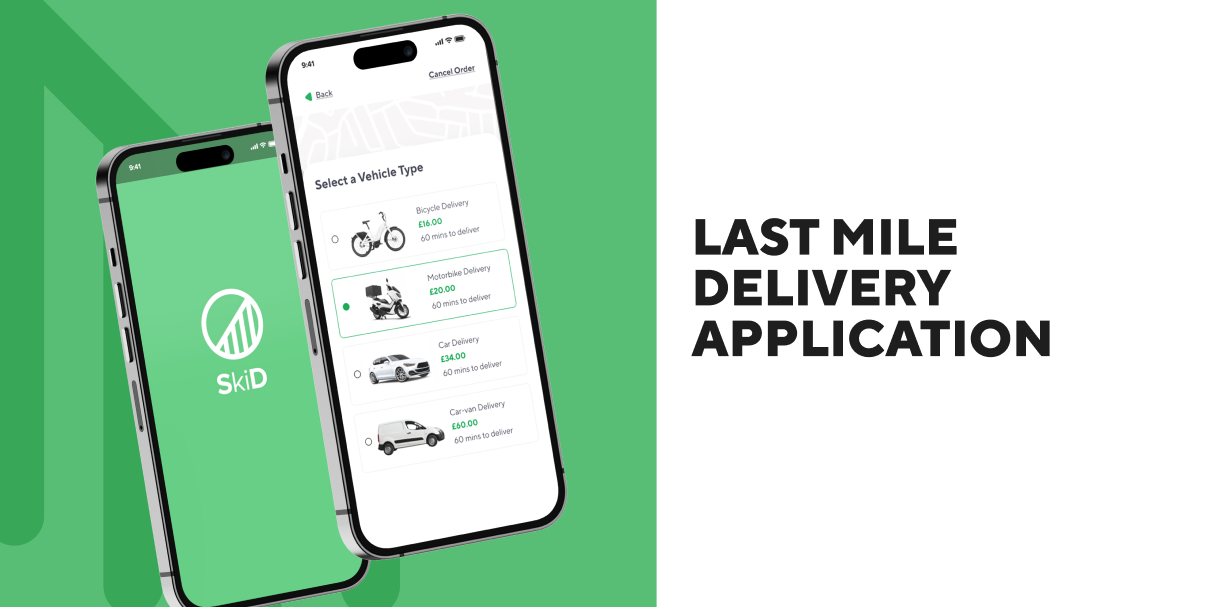 9:41
SkiD
9:41
Cancel Order
Back
Select a Vehicle Type
Bicycle Delivery
£16.00
60 mins to deliver
Motorbike Delivery
£20.00
60 mins to deliver
Car Delivery
£34.00
60 mins to deliver
Car-van Delivery
£60.00
60 mins to deliver
LAST MILE
DELIVERY
APPLICATION